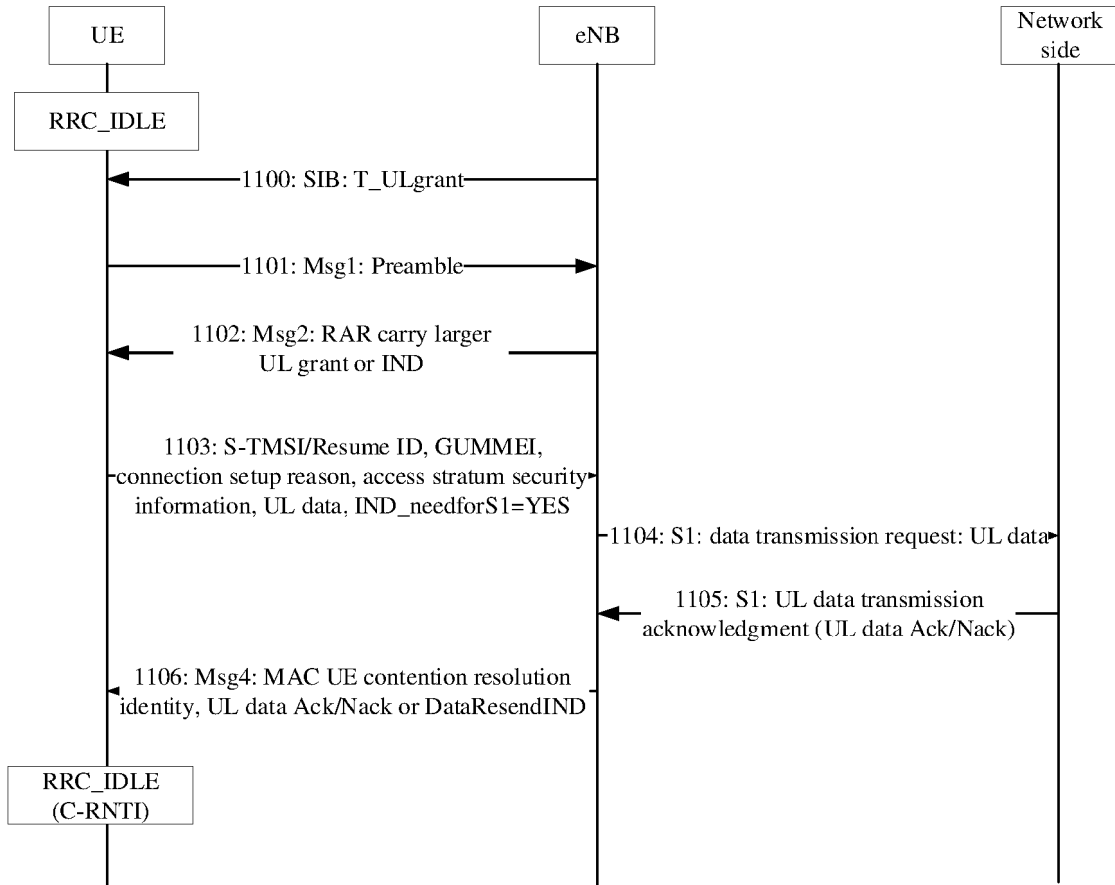 UE
eNB
Network
side
RRC_IDLE
1100: SIB: T_ULgrant
1101: Msg1: Preamble
1102: Msg2: RAR carry larger
UL grant or IND
1103: S-TMSI/Resume ID, GUMMEI,
connection setup reason, access stratum security
information, UL data, IND_needforS1=YES
1104: S1: data transmission request: UL data
1105: S1: UL data transmission
acknowledgment (UL data Ack/Nack)
1106: Msg4: MAC UE contention resolution
identity, UL data Ack/Nack or DataResendIND
RRC_IDLE
(C-RNTI)